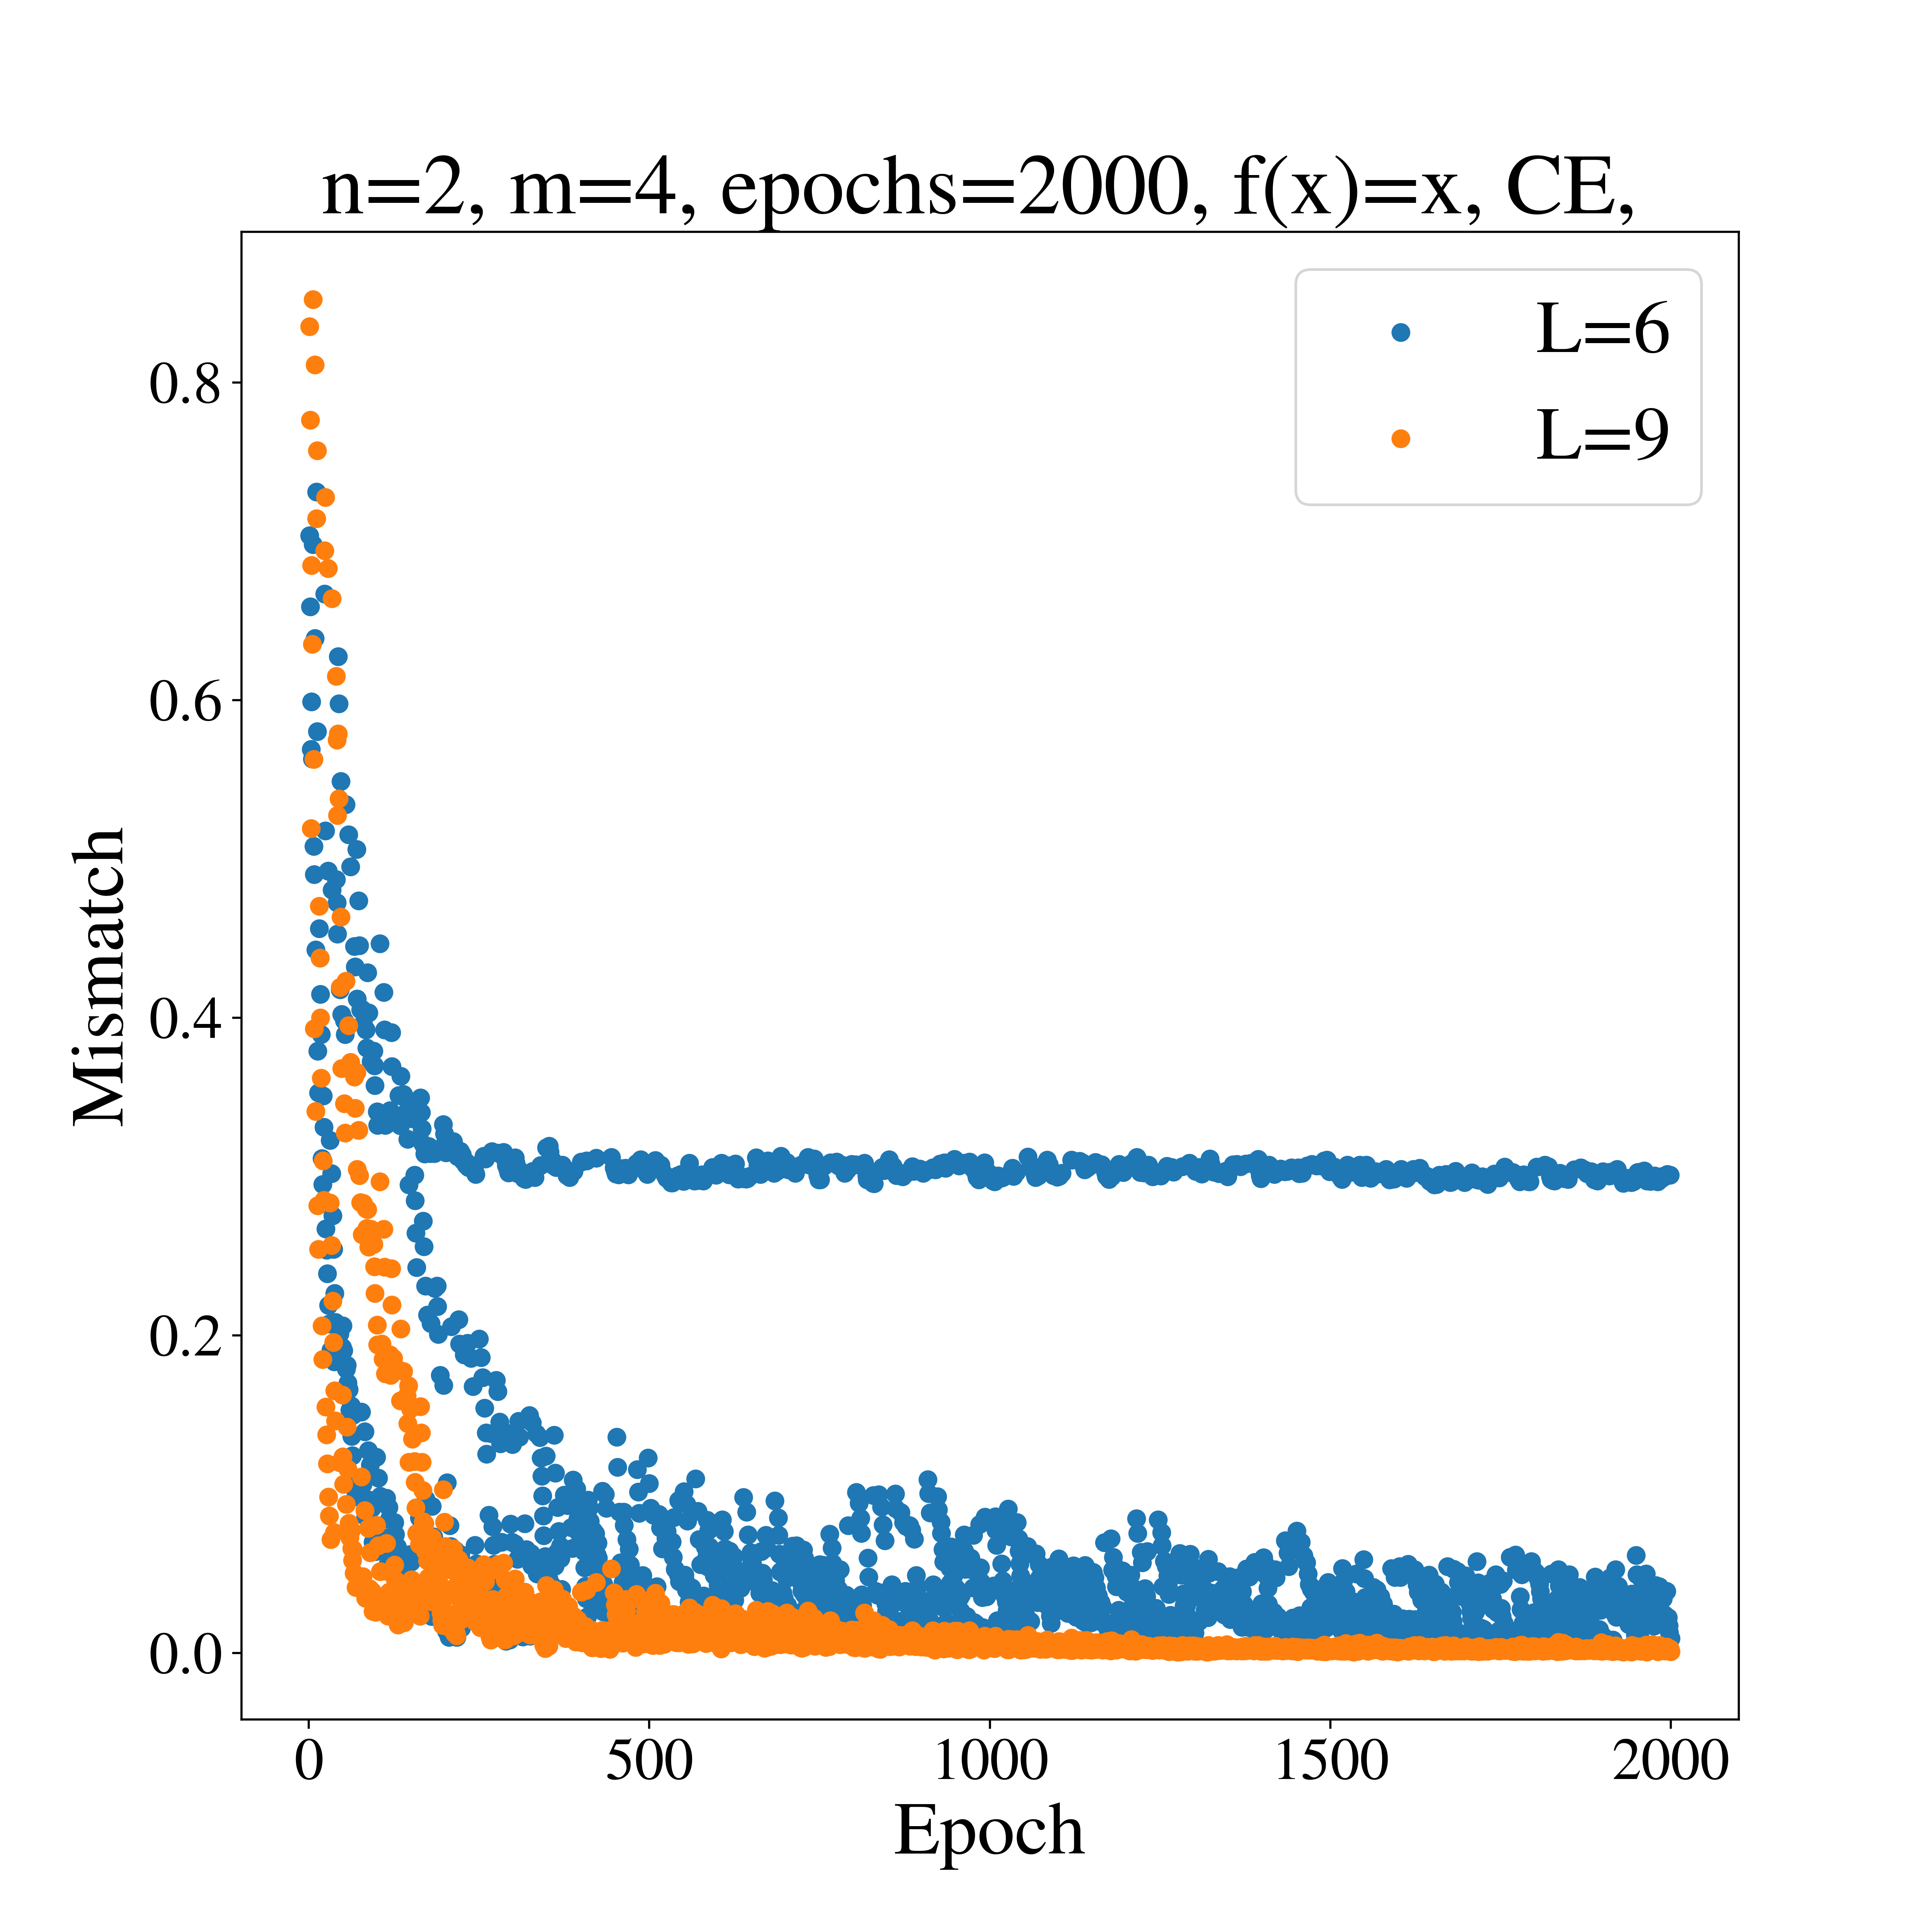 n=2, m=4, epochs=2000, f(x)=x, CE,
L=6
L=9
Mismatch
0.8
0.6
0.4
0.2
0.0
0 500 1000 1500 2000
Epoch